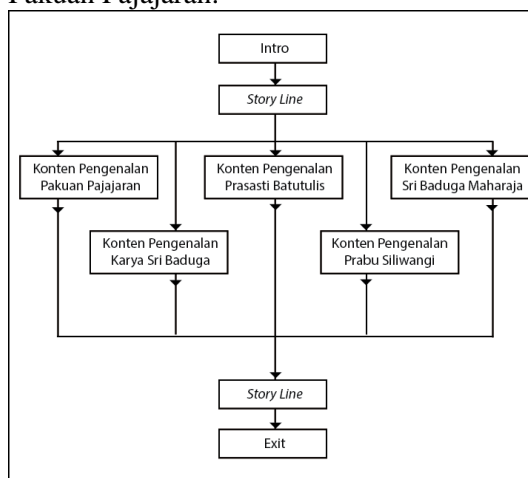 Pakuan Pajajaran.
Intro
Story Line
Konten Pengenalan
Pakuan Pajajaran
Konten Pengenalan
Prasasti Batutulis
Konten Pengenalan
Sri Baduga Maharaja
Konten Pengenalan
Karya Sri Baduga
Konten Pengenalan
Prabu Siliwangi
Story Line
Exit